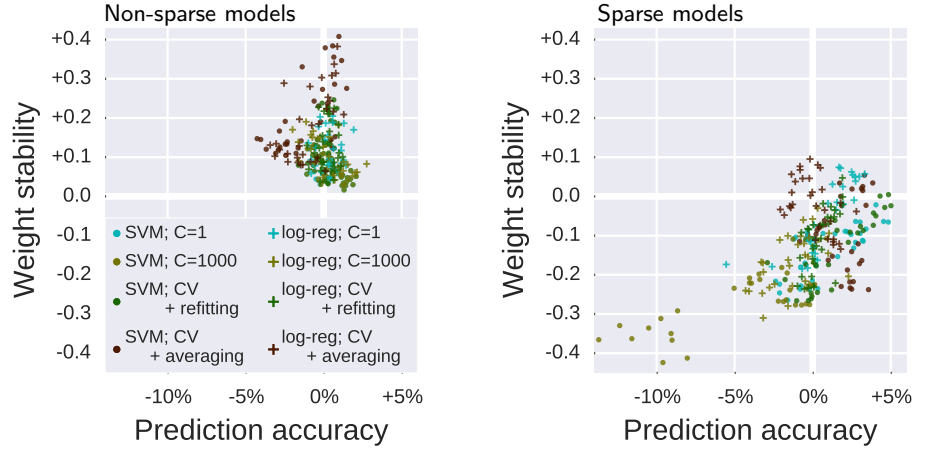 Non-sparse models
+0.4
+0.3
+0.2
+0.1
0.0
-0.1
-0.2
-0.3
-0.4
Weight stability
SVM; C=1
SVM; C=1000
SVM; CV
+ refitting
SVM; CV
+ averaging
log-reg; C=1
log-reg; C=1000
log-reg; CV
+ refitting
log-reg; CV
+ averaging
-10% -5% 0% +5%
Prediction accuracy
Sparse models
+0.4
+0.3
+0.2
+0.1
0.0
-0.1
-0.2
-0.3
-0.4
Weight stability
-10% -5% 0% +5%
Prediction accuracy